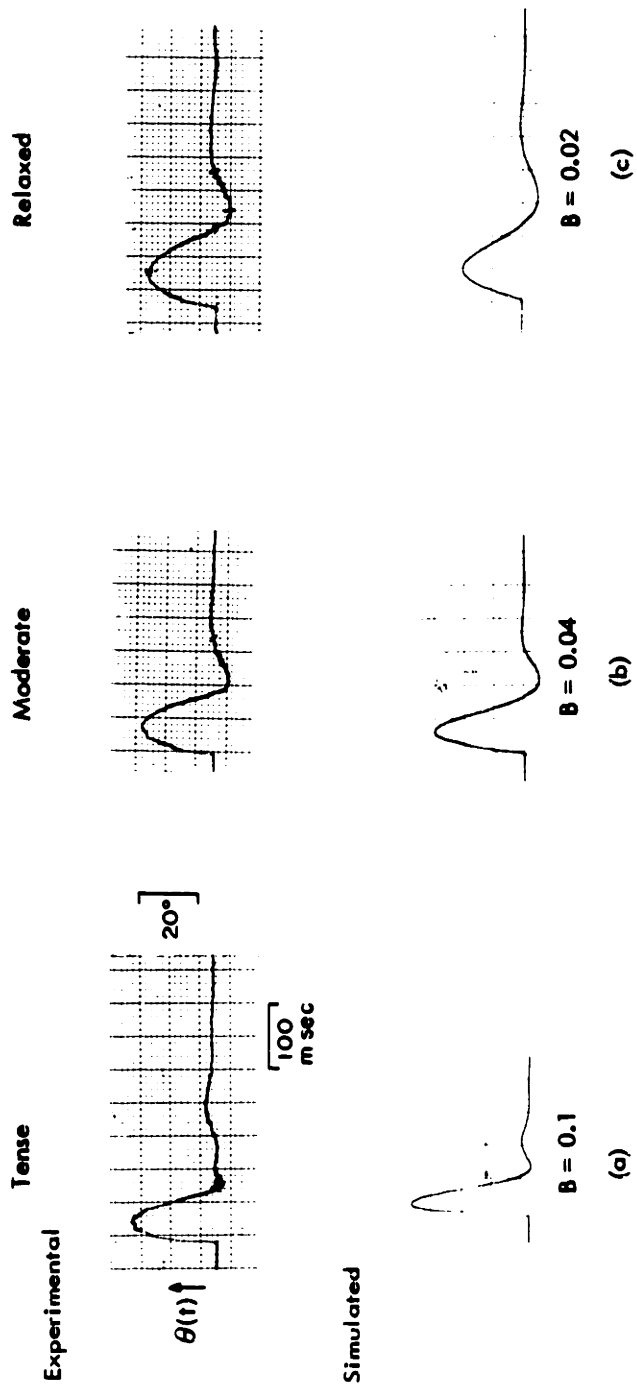 Experimental
Tense
Moderate
Relaxed
θ(t)
20°
100
m sec
Simulated
B = 0.1
B = 0.04
B = 0.02
(a)
(b)
(c)